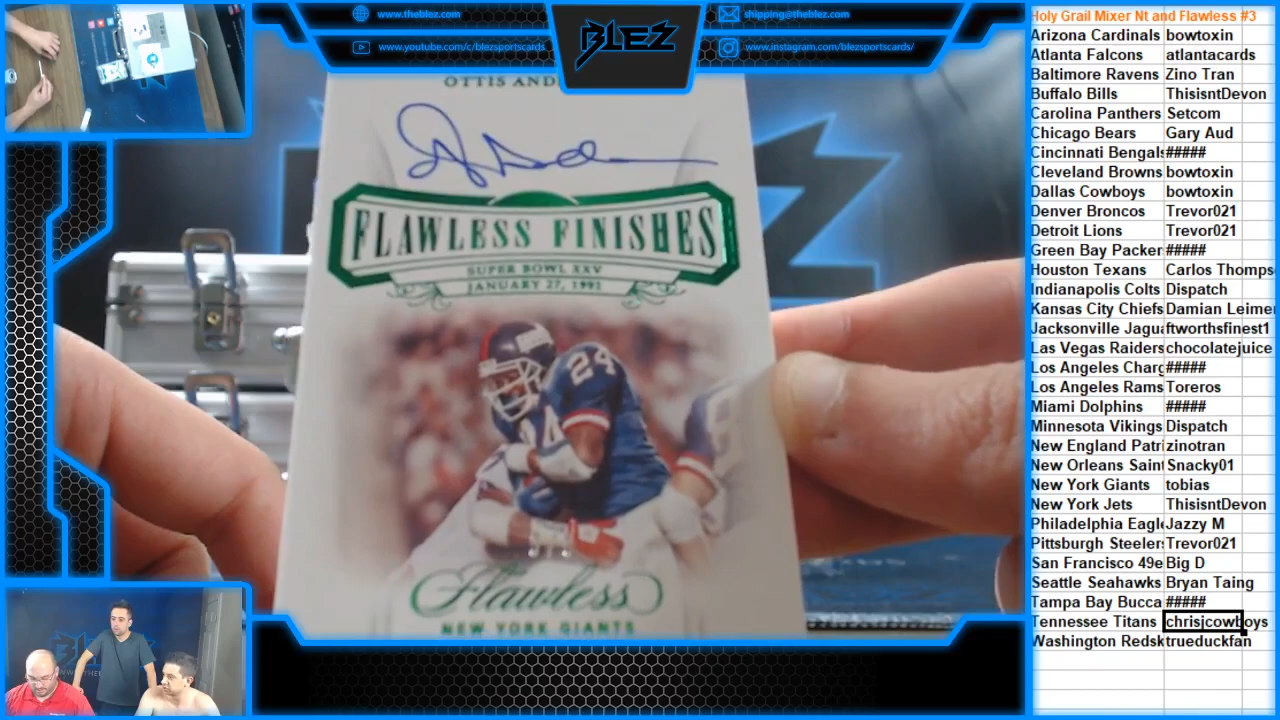 www.theblez.com
www.youtube.com/c/blezsportscards
BLEZ
shipping@theblez.com
www.instagram.com/blezsportscards/
OTTIS AND
FLAWLESS FINISHES
SUPER BOWL XXV
JANUARY 27, 1991
24
Flawless
NEW YORK GIANTS
Holy Grail Mixer Nt and Flawless #3
Arizona Cardinals bowtoxin
Atlanta Falcons atlantacards
Baltimore Ravens Zino Tran
Buffalo Bills ThisisntDevon
Carolina Panthers Setcom
Chicago Bears Gary Aud
Cincinnati Bengals #####
Cleveland Browns bowtoxin
Dallas Cowboys bowtoxin
Denver Broncos Trevor021
Detroit Lions Trevor021
Green Bay Packer #####
Houston Texans Carlos Thomps
Indianapolis Colts Dispatch
Kansas City Chiefs Damian Leime
Jacksonville Jagua ftworthsfinest1
Las Vegas Raiders chocolatejuice
Los Angeles Charg #####
Los Angeles Rams Toreros
Miami Dolphins #####
Minnesota Vikings Dispatch
New England Patri zinotran
New Orleans Saint Snacky01
New York Giants tobias
New York Jets ThisisntDevon
Philadelphia Eagle Jazzy M
Pittsburgh Steelers Trevor021
San Francisco 49e Big D
Seattle Seahawks Bryan Taing
Tampa Bay Bucca #####
Tennessee Titans chrisjcowboys
Washington Redsk trueduckfan